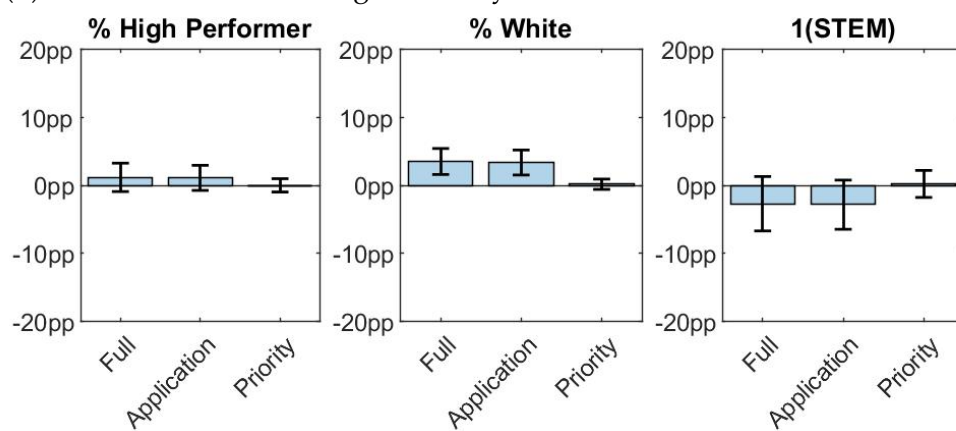 % High Performer
20pp
10pp
0pp
-10pp
-20pp
Full
Application
Priority
% White
20pp
10pp
0pp
-10pp
-20pp
Full
Application
Priority
1(STEM)
20pp
10pp
0pp
-10pp
-20pp
Full
Application
Priority